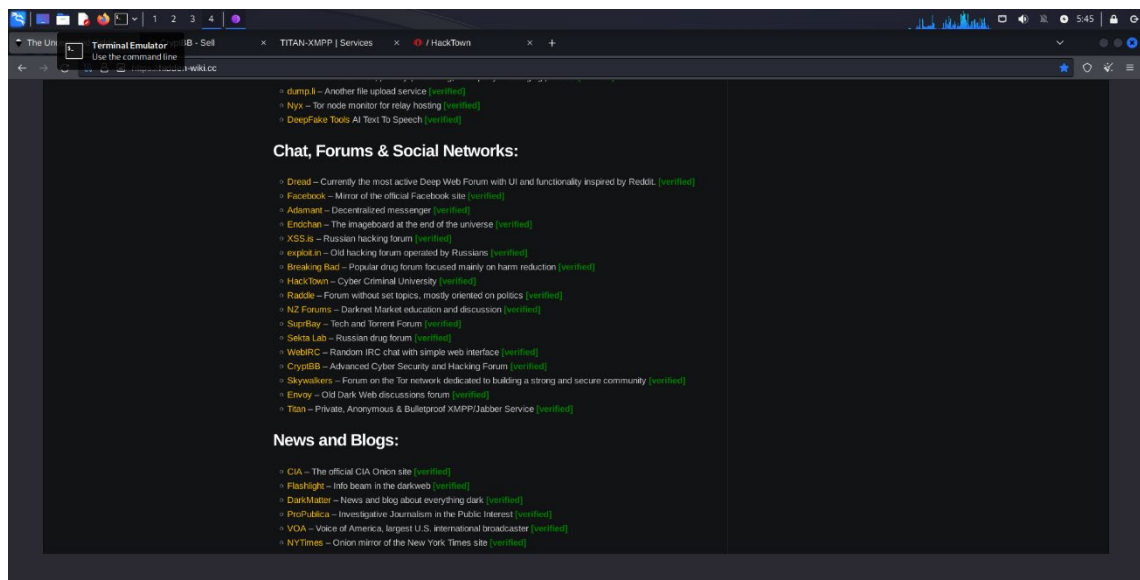 1 2 3 4
5:45
The Un
BB - Sell
TITAN-XMPP | Services
/ HackTown
Terminal Emulator
Use the command line
-wiki.cc
dump.li – Another file upload service [verified]
Nyx – Tor node monitor for relay hosting [verified]
DeepFake Tools AI Text To Speech [verified]
Chat, Forums & Social Networks:
Dread – Currently the most active Deep Web Forum with UI and functionality inspired by Reddit. [verified]
Facebook – Mirror of the official Facebook site [verified]
Adamant – Decentralized messenger [verified]
Endchan – The imageboard at the end of the universe [verified]
XSS.is – Russian hacking forum [verified]
exploit.in – Old hacking forum operated by Russians [verified]
Breaking Bad – Popular drug forum focused mainly on harm reduction [verified]
HackTown – Cyber Criminal University [verified]
Raddle – Forum without set topics, mostly oriented on politics [verified]
NZ Forums – Darknet Market education and discussion [verified]
SuprBay – Tech and Torrent Forum [verified]
Sekta Lab – Russian drug forum [verified]
WebIRC – Random IRC chat with simple web interface [verified]
CryptBB – Advanced Cyber Security and Hacking Forum [verified]
Skywalkers – Forum on the Tor network dedicated to building a strong and secure community [verified]
Envoy – Old Dark Web discussions forum [verified]
Titan – Private, Anonymous & Bulletproof XMPP/Jabber Service [verified]
News and Blogs:
CIA – The official CIA Onion site [verified]
Flashlight – Info beam in the darkweb [verified]
DarkMatter – News and blog about everything dark [verified]
ProPublica – Investigative Journalism in the Public Interest [verified]
VOA – Voice of America, largest U.S. international broadcaster [verified]
NYTimes – Onion mirror of the New York Times site [verified]